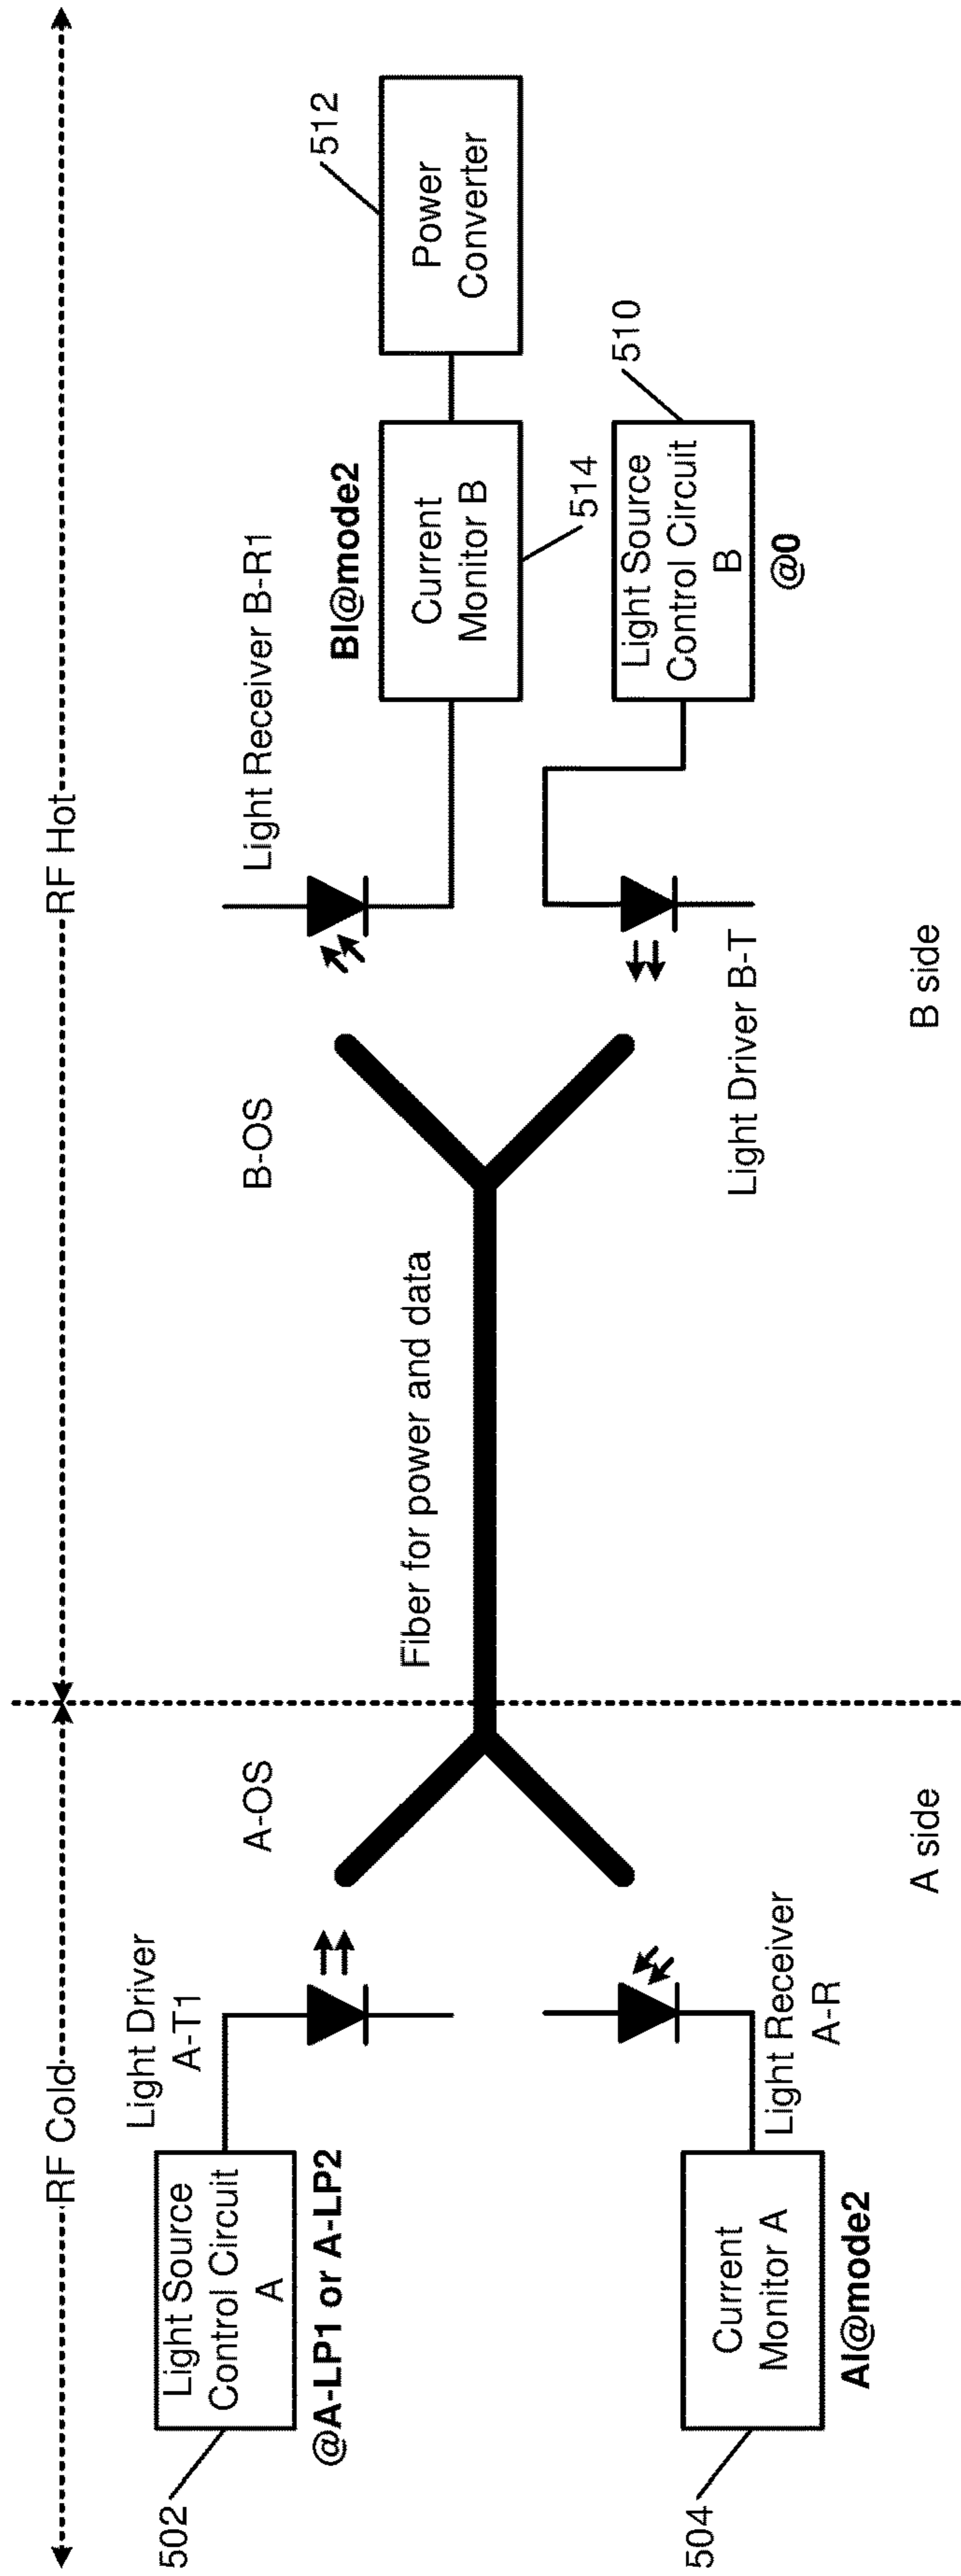 RF Cold
RF Hot
502
Light Source
Control Circuit
A
@A-LP1 or A-LP2
Light Driver
A-T1
A-OS
504
Current
Monitor A
AI@mode2
Light Receiver
A-R
A side
Fiber for power and data
B-OS
Light Receiver B-R1
BI@mode2
Current
Monitor B
514
Power
Converter
512
Light Driver B-T
Light Source
Control Circuit
B
510
@0
B side